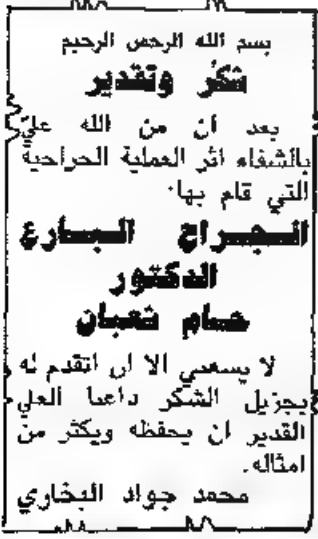 بسم الله الرحمن الرحيم
شكر وتقدير
بعد ان من الله علي
بالشفاء اثر العملية الجراحية
التي قام بها:
الجراح البارع
الدكتور
حسام شعبان
لا يسعني الا ان اتقدم له
بجزيل الشكر داعيا العلي
القدير ان يحفظه ويكثر من
امثاله.
محمد جواد البخاري